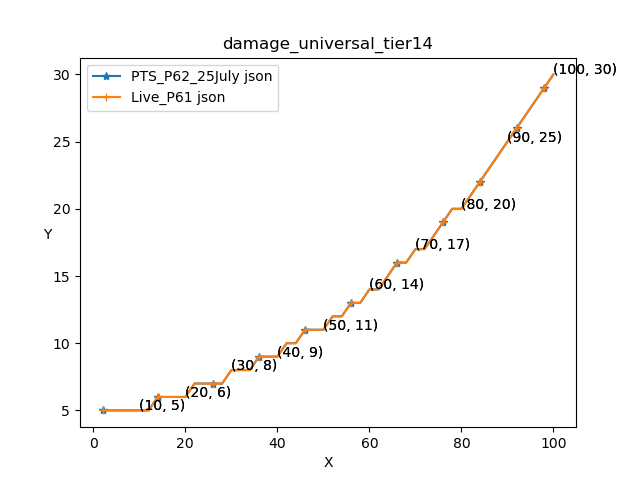 damage_universal_tier14
PTS_P62_25July json
Live_P61 json
Y
30
25
20
15
10
5
(100, 30)
(90, 25)
(80, 20)
(70, 17)
(60, 14)
(50, 11)
(40, 9)
(30, 8)
(20, 6)
(10, 5)
0 20 40 60 80 100
X